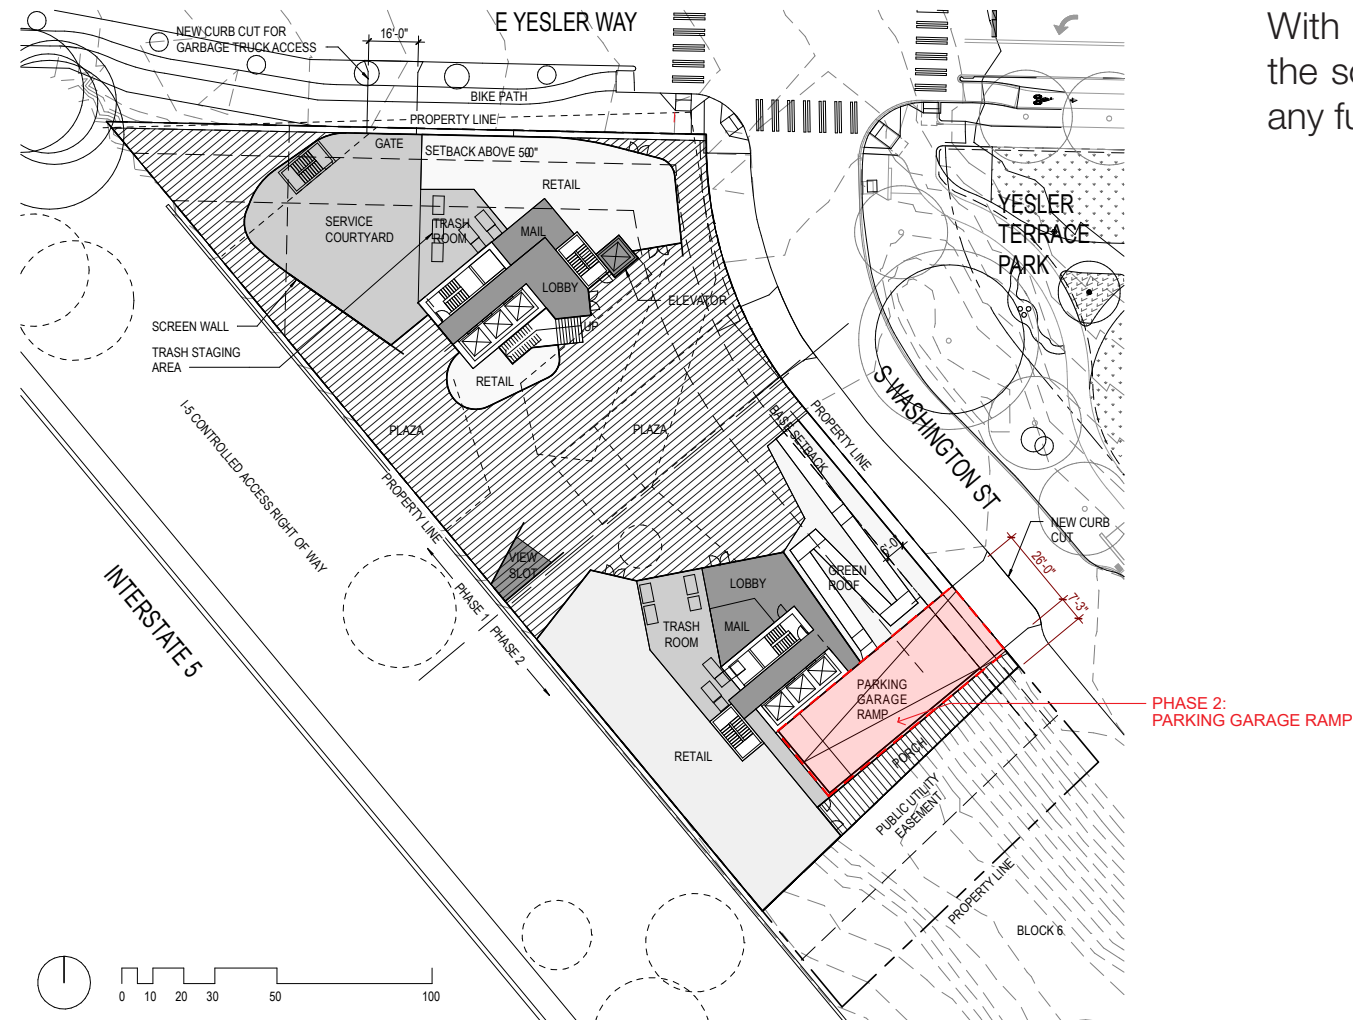 With
the so
any fu
E YESLER WAY
NEW CURB CUT FOR
GARBAGE TRUCK ACCESS
16'-0"
BIKE PATH
PROPERTY LINE
GATE
SETBACK ABOVE
RETAIL
SERVICE
COURTYARD
TRASH
ROOM
MAIL
LOBBY
ELEVATOR
UP
YESLER
TERRACE
PARK
SCREEN WALL
TRASH STAGING
AREA
RETAIL
PLAZA
PLAZA
BASE SETBACK
PROPERTY LINE
S WASHINGTON ST
I-5 CONTROLLED ACCESS RIGHT OF WAY
PROPERTY LINE
INTERSTATE 5
VIEW
SLOT
PHASE 1
PHASE 2
NEW CURB
CUT
26'-0"
7'-3"
6'-0"
GREEN
ROOF
LOBBY
MAIL
TRASH
ROOM
PARKING
GARAGE
RAMP
PHASE 2:
PARKING GARAGE RAMP
RETAIL
PORCH
PUBLIC UTILITY
EASEMENT
PROPERTY LINE
BLOCK 6
0 10 20 30 50 100